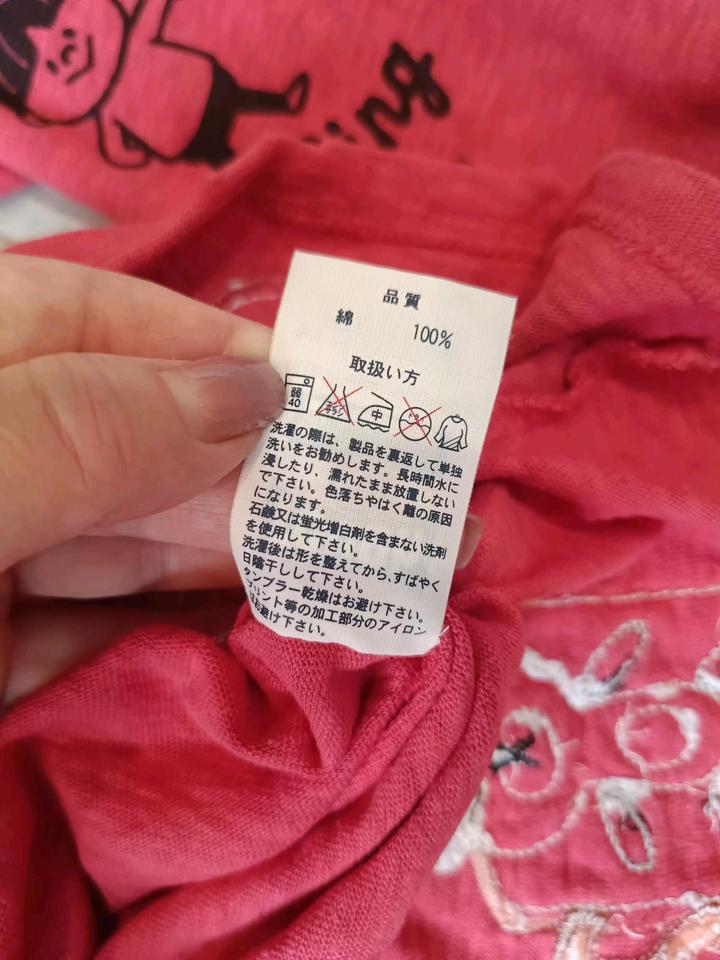 品質
綿 100%
取扱い方
弱
40
中
洗濯の際は、製品を裏返して単独
洗いをお勧めします。長時間水に
浸したり、濡れたまま放置しない
で下さい。色落ちやはく離の原因
になります。
石鹸又は蛍光増白剤を含まない洗剤
を使用して下さい。
洗濯後は形を整えてから、すばやく
日陰干しして下さい。
タンブラー乾燥はお避け下さい。
プリント等の加工部分のアイロン
はお避け下さい。